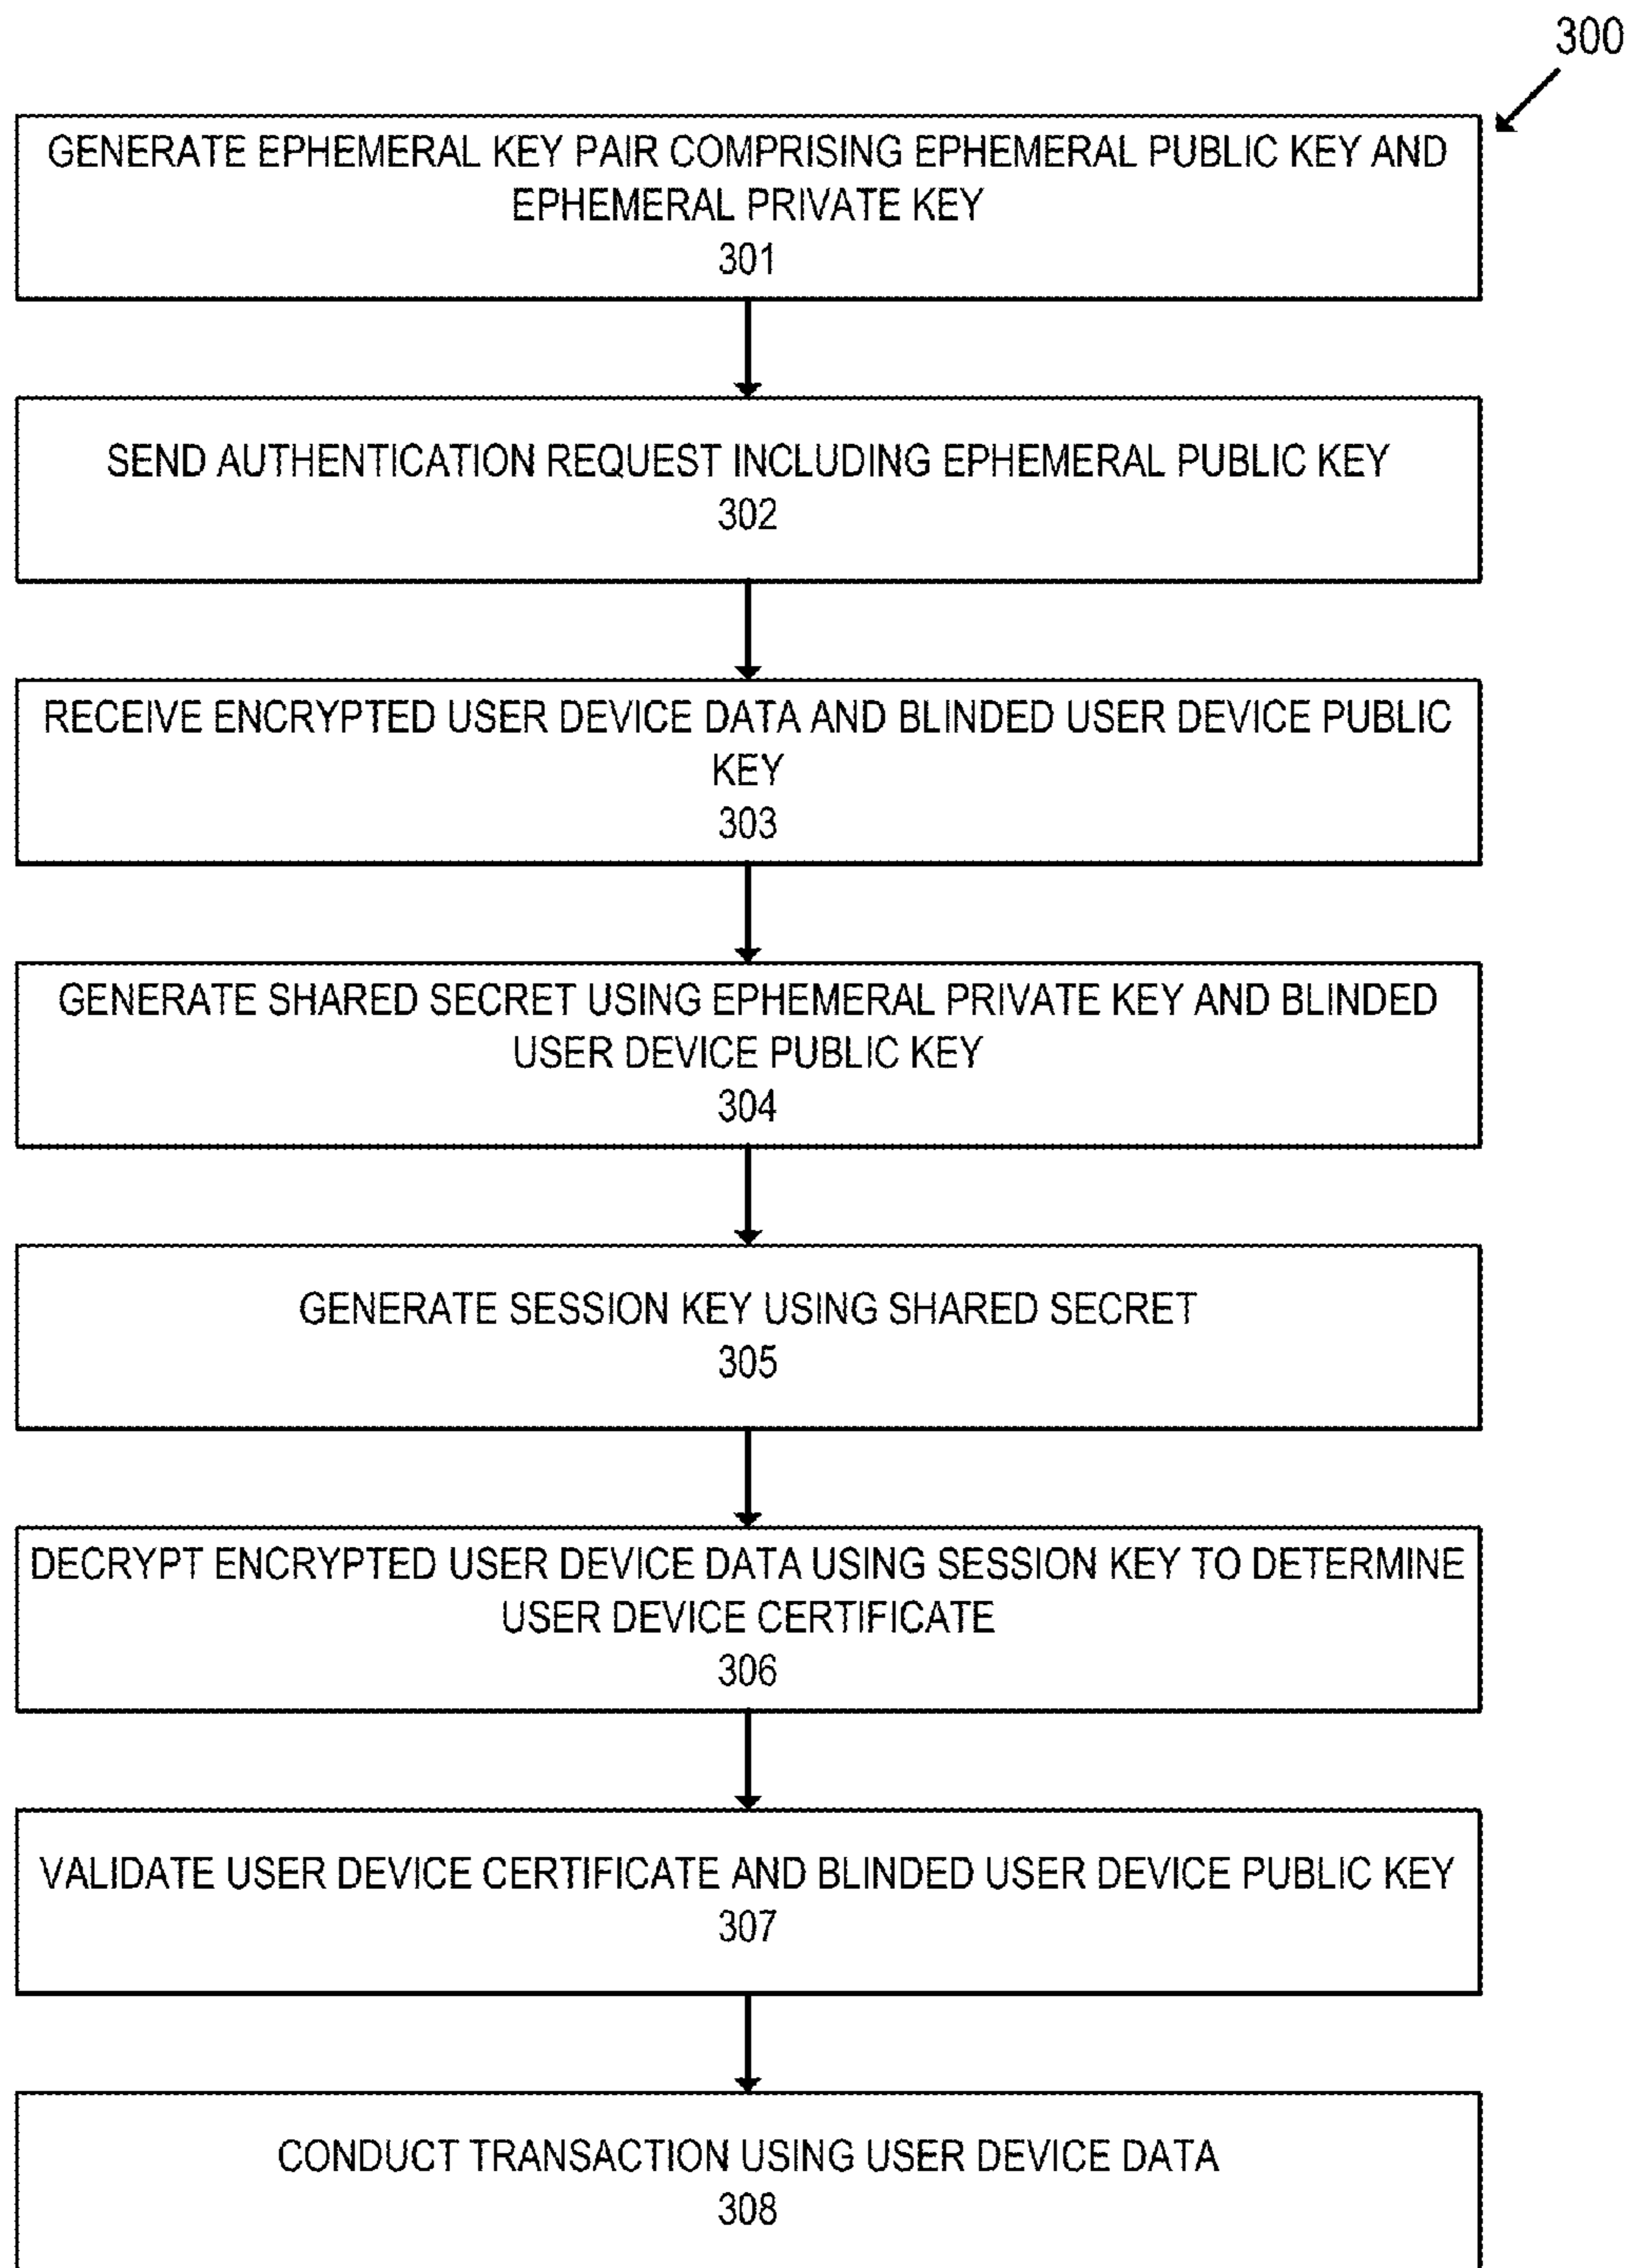 300
GENERATE EPHEMERAL KEY PAIR COMPRISING EPHEMERAL PUBLIC KEY AND
EPHEMERAL PRIVATE KEY
301
SEND AUTHENTICATION REQUEST INCLUDING EPHEMERAL PUBLIC KEY
302
RECEIVE ENCRYPTED USER DEVICE DATA AND BLINDED USER DEVICE PUBLIC
KEY
303
GENERATE SHARED SECRET USING EPHEMERAL PRIVATE KEY AND BLINDED
USER DEVICE PUBLIC KEY
304
GENERATE SESSION KEY USING SHARED SECRET
305
DECRYPT ENCRYPTED USER DEVICE DATA USING SESSION KEY TO DETERMINE
USER DEVICE CERTIFICATE
306
VALIDATE USER DEVICE CERTIFICATE AND BLINDED USER DEVICE PUBLIC KEY
307
CONDUCT TRANSACTION USING USER DEVICE DATA
308